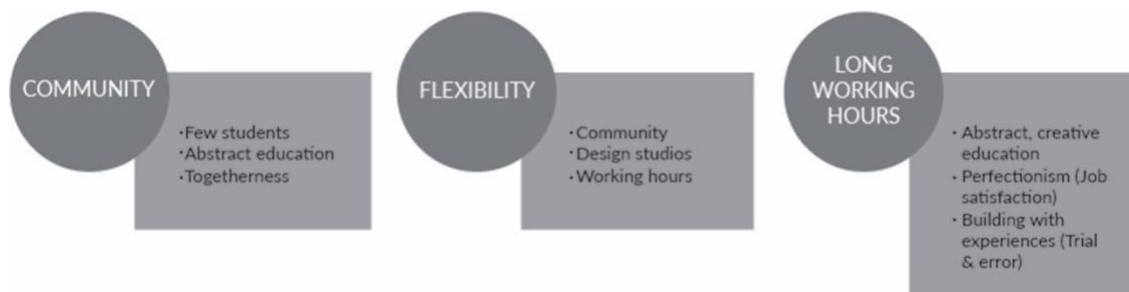 COMMUNITY
·Few students
·Abstract education
·Togetherness
FLEXIBILITY
·Community
·Design studios
·Working hours
LONG
WORKING
HOURS
· Abstract, creative
education
· Perfectionism (Job
satisfaction)
· Building with
experiences (Trial
& error)